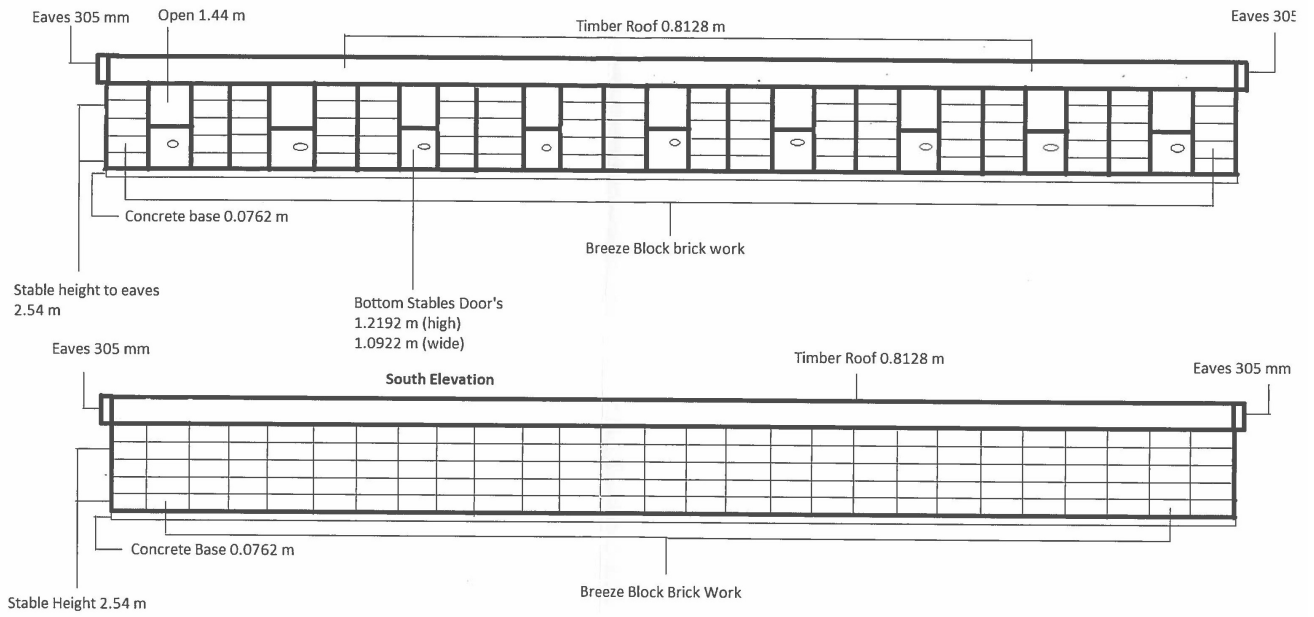 Eaves 305 mm
Open 1.44 m
Timber Roof 0.8128 m
Eaves 305
Concrete base 0.0762 m
Breeze Block brick work
Stable height to eaves
2.54 m
Bottom Stables Door's
1.2192 m (high)
1.0922 m (wide)
Eaves 305 mm
South Elevation
Timber Roof 0.8128 m
Eaves 305 mm
Concrete Base 0.0762 m
Breeze Block Brick Work
Stable Height 2.54 m